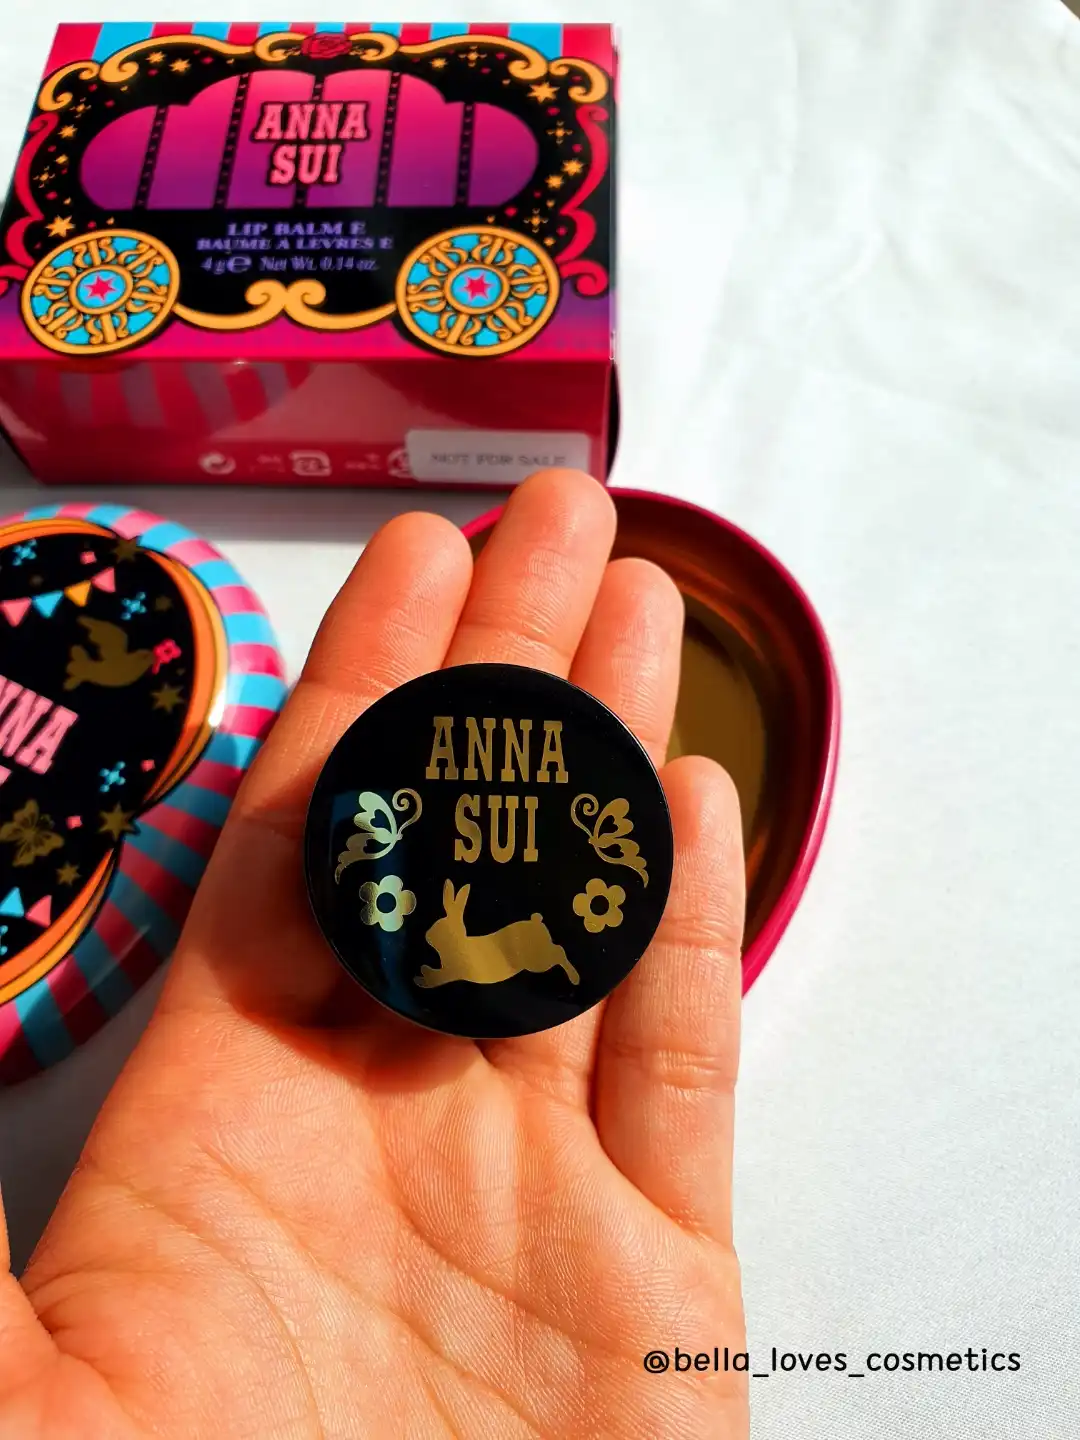 ANNA
SUI
LIP BALM E
BAUME A LEVRES E
4 g e Net Wt. 0.14 oz.
NOT FOR SALE
NNA
ANNA
SUI
@bella_loves_cosmetics